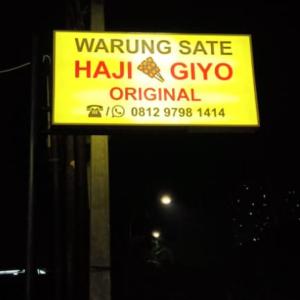 WARUNG SATE
HAJI GIYO
ORIGINAL
☎/ 0812 9798 1414